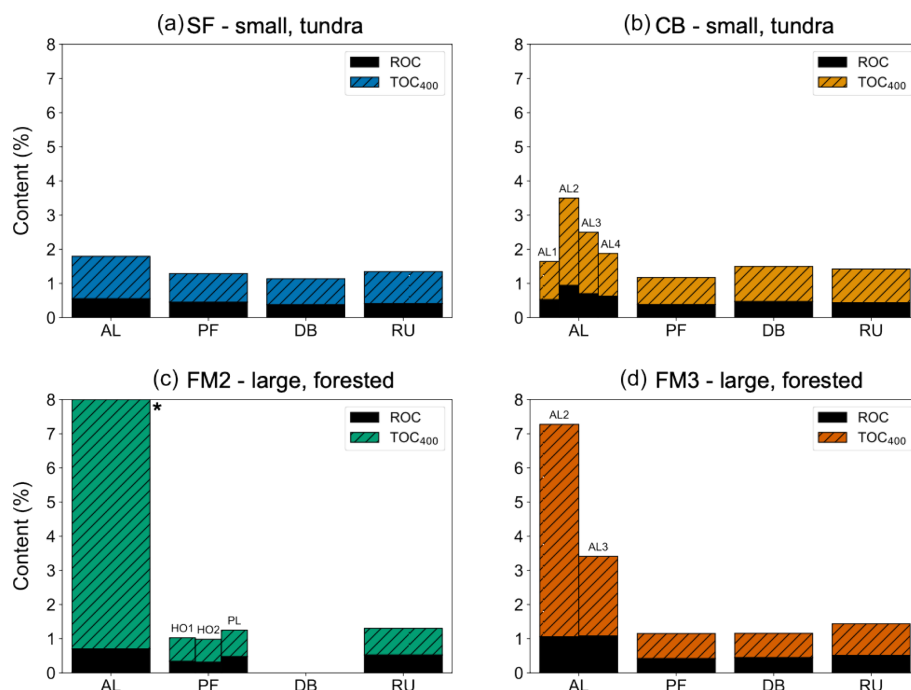 (a) SF - small, tundra
8
7
6
5
4
3
2
1
0
Content (%)
ROC
TOC400
AL PF DB RU
(b) CB - small, tundra
8
7
6
5
4
3
2
1
0
ROC
TOC400
AL1
AL2
AL3
AL4
AL PF DB RU
(c) FM2 - large, forested
8
7
6
5
4
3
2
1
0
Content (%)
*
ROC
TOC400
HO1 HO2 PL
AL PF DB RU
(d) FM3 - large, forested
8
7
6
5
4
3
2
1
0
ROC
TOC400
AL2
AL3
AL PF DB RU